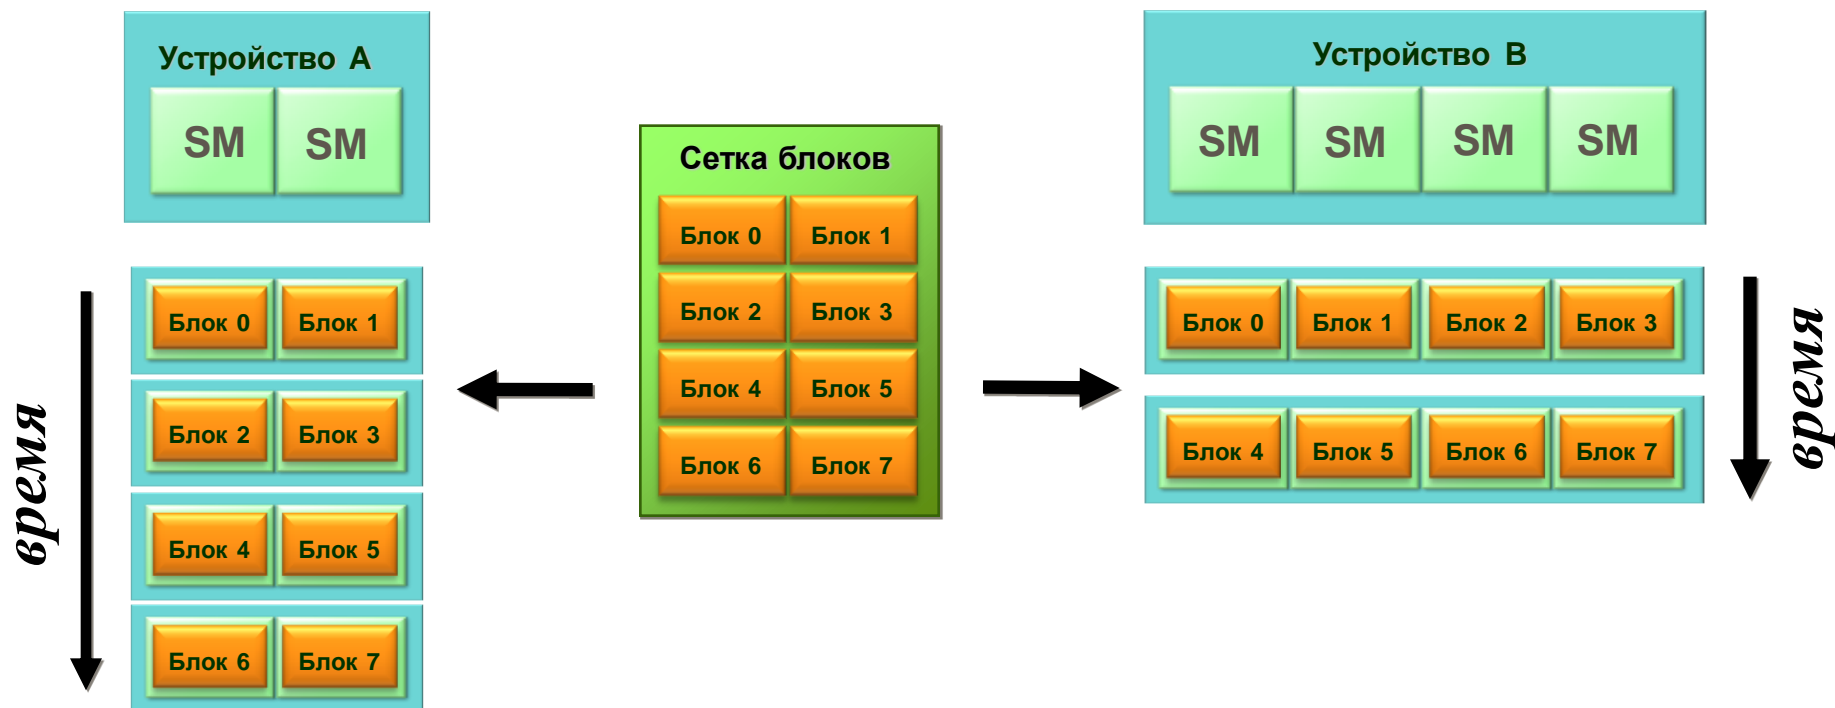 Устройство A
SM SM
время
Блок 0 Блок 1
Блок 2 Блок 3
Блок 4 Блок 5
Блок 6 Блок 7
Сетка блоков
Блок 0 Блок 1
Блок 2 Блок 3
Блок 4 Блок 5
Блок 6 Блок 7
Устройство B
SM SM SM SM
Блок 0 Блок 1 Блок 2 Блок 3
Блок 4 Блок 5 Блок 6 Блок 7
время